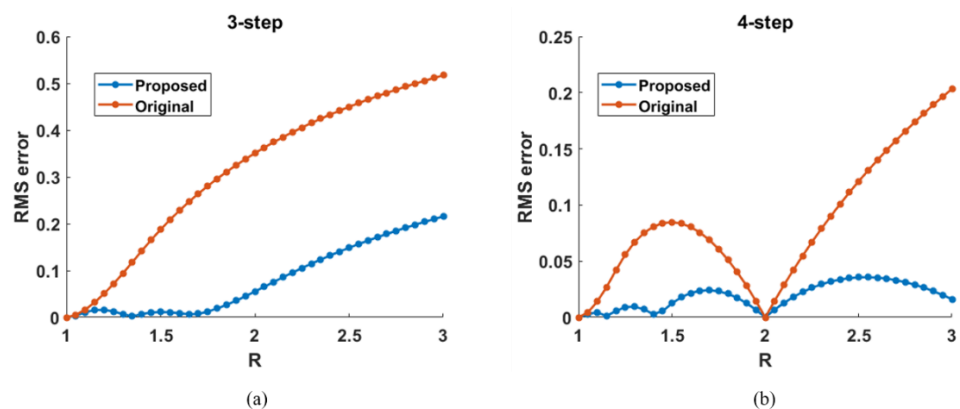 3-step
0.6
0.5
0.4
0.3
0.2
0.1
0
RMS error
Proposed
Original
1
1.5
2
2.5
3
R
(a)
4-step
0.25
0.2
0.15
0.1
0.05
0
RMS error
Proposed
Original
1
1.5
2
2.5
3
R
(b)